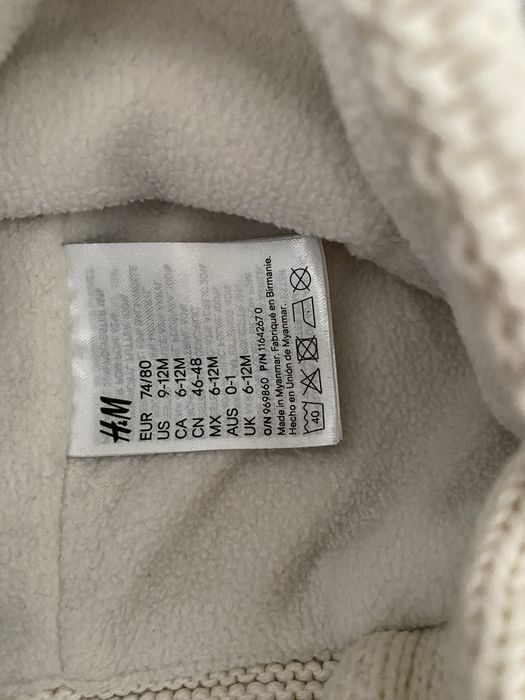 H&M
EUR 74/80
US 9-12M
CA 6-12M
CN 46-48
MX 6-12M
AUS 0-1
UK 6-12M
O/N 969860 P/N 1164267 0
Made in Myanmar. Fabriqué en Birmanie.
Hecho en Unión de Myanmar.
40